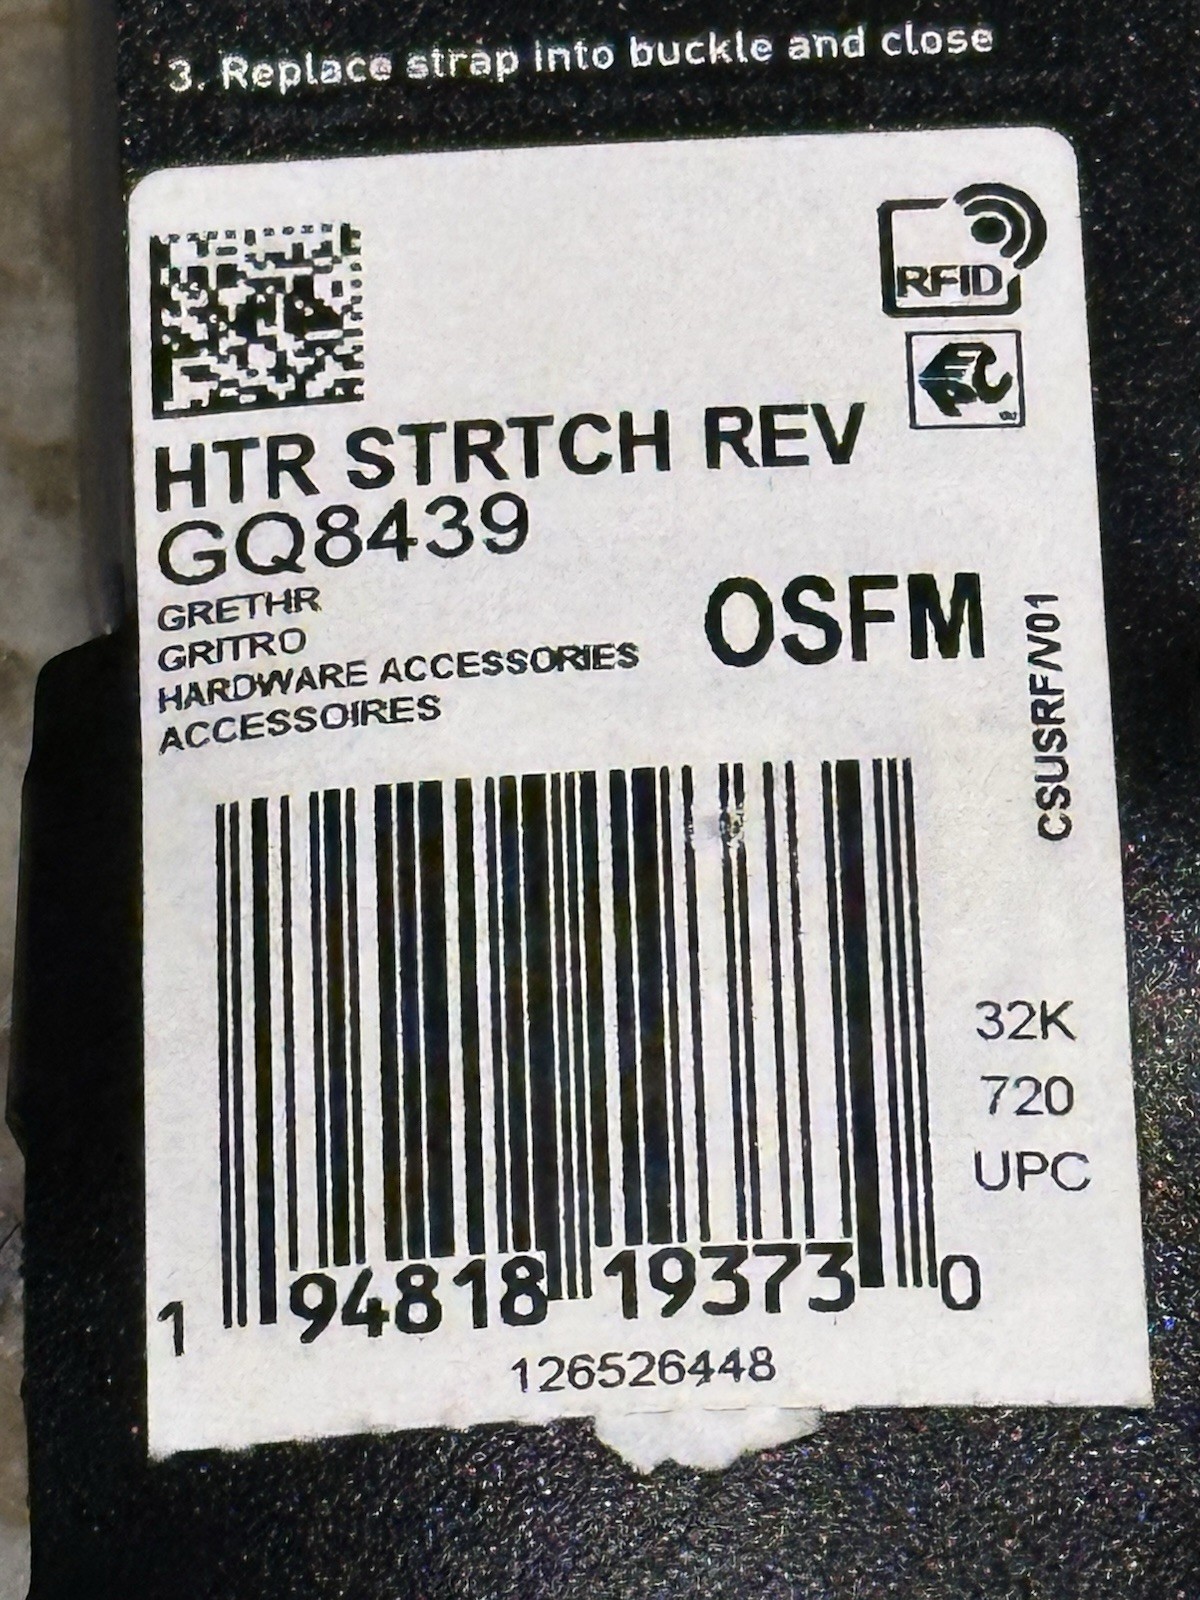 3. Replace strap into buckle and close
RFID
HTR STRTCH REV
GQ8439
GRETHR
GRITRO
HARDWARE ACCESSORIES
ACCESSOIRES
OSFM
CSUSRF/V01
32K
720
UPC
1 94818 19373 0
126526448